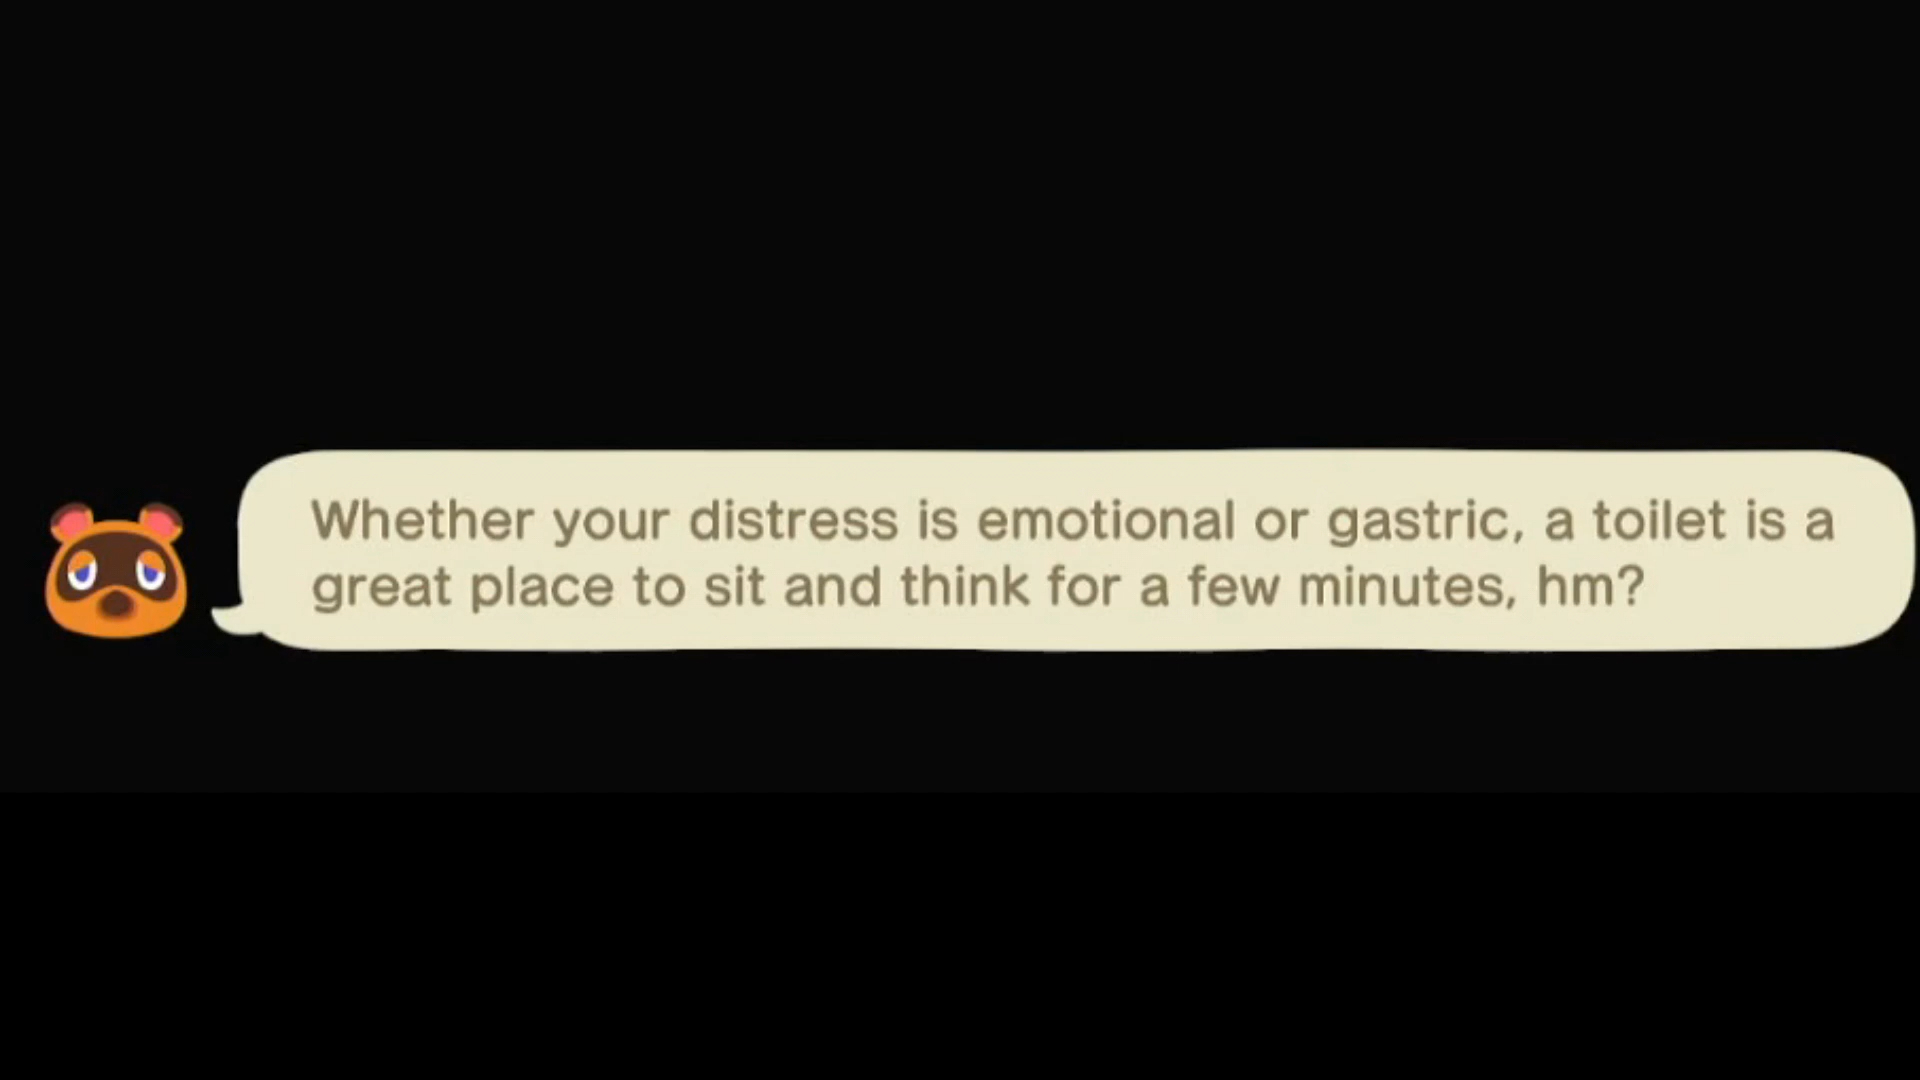 Whether your distress is emotional or gastric, a toilet is a
great place to sit and think for a few minutes, hm?